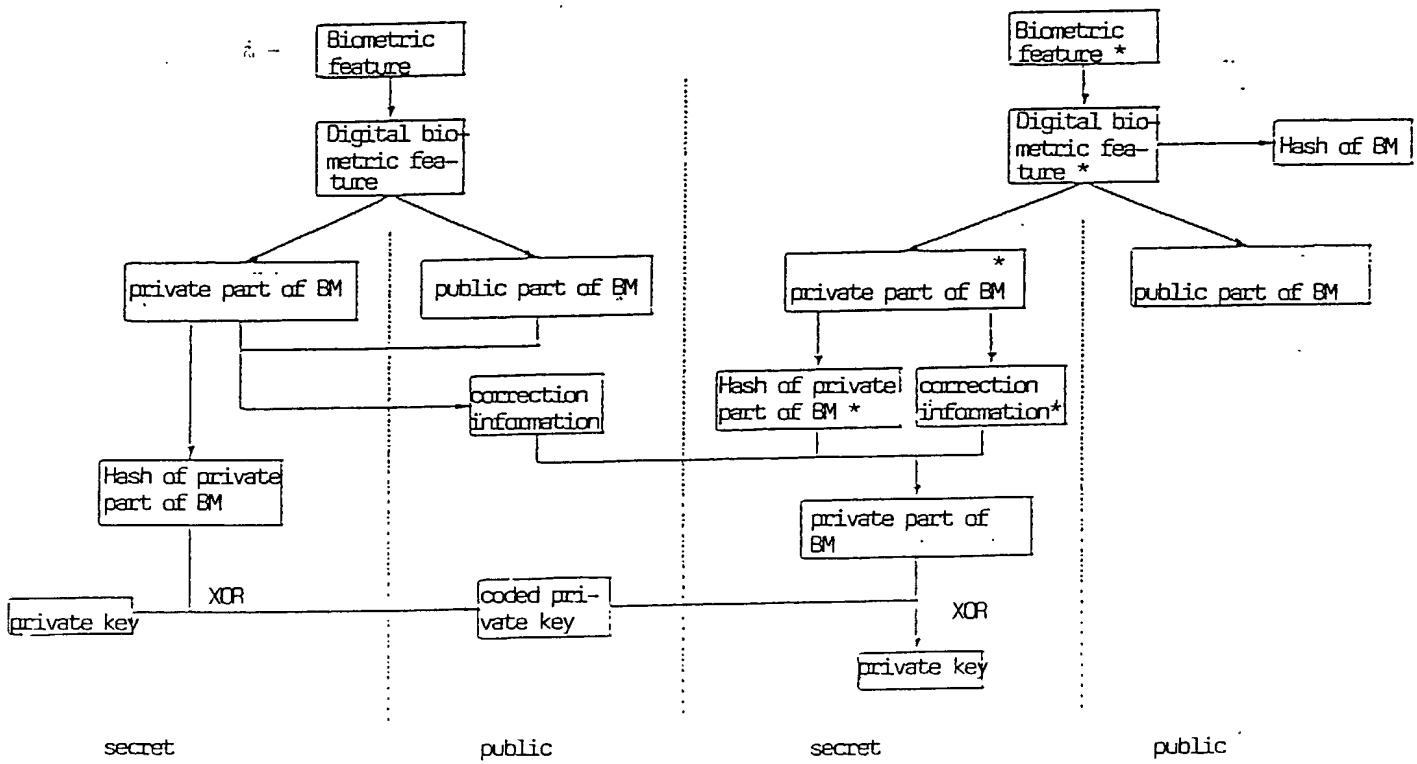 Biometric
feature
Digital bio-
metric fea-
ture
private part of BM
public part of BM
correction
information
Hash of private
part of BM
private key
XOR
coded pri-
vate key
secret
public
Biometric
feature *
Digital bio-
metric fea-
ture *
Hash of BM
*
private part of BM
public part of BM
Hash of private
part of BM *
correction
information*
private part of
BM
XOR
private key
secret
public